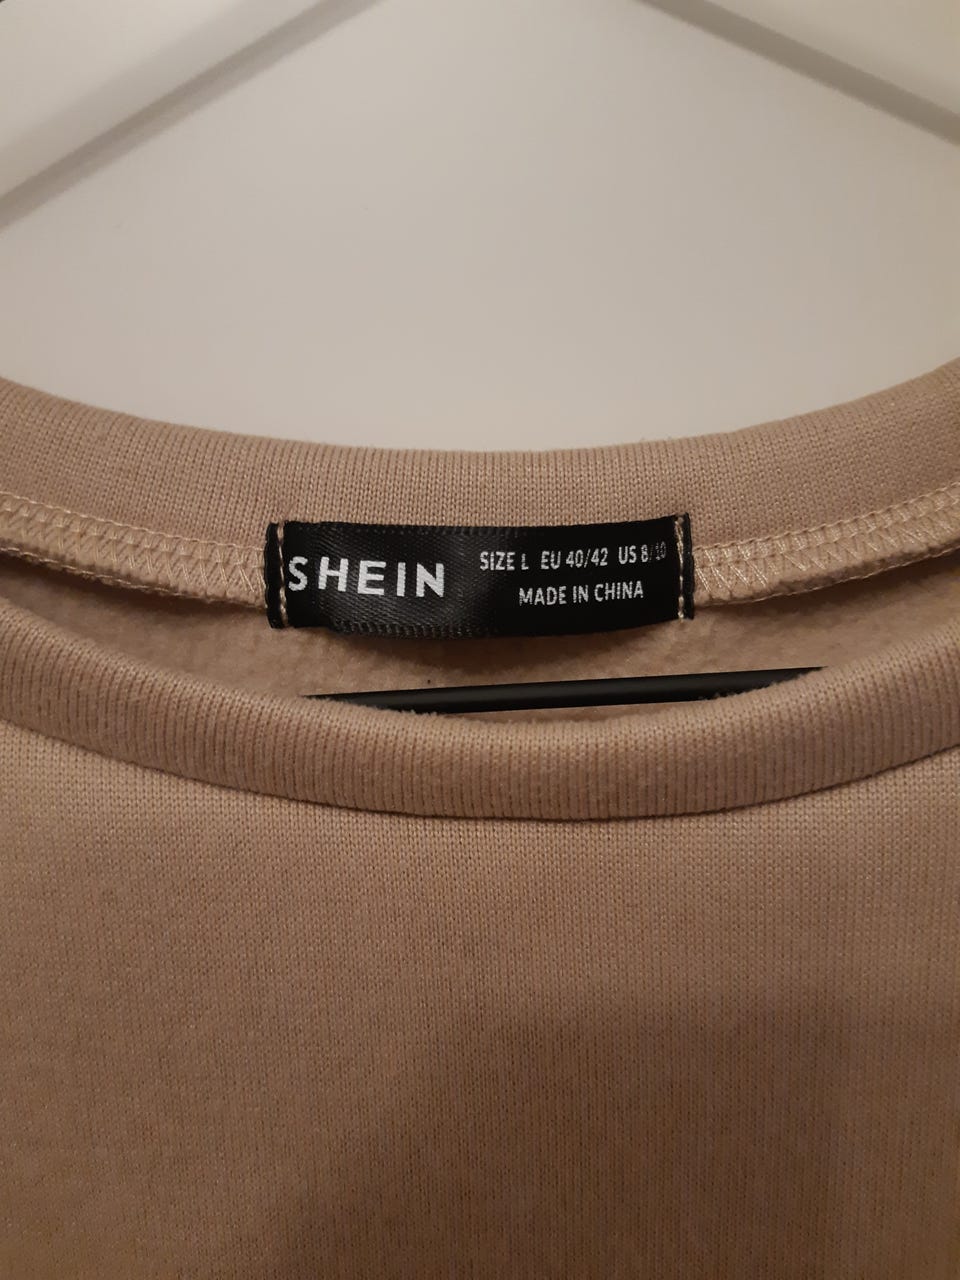 SHEIN
SIZE L EU 40/42 US 8/10
MADE IN CHINA